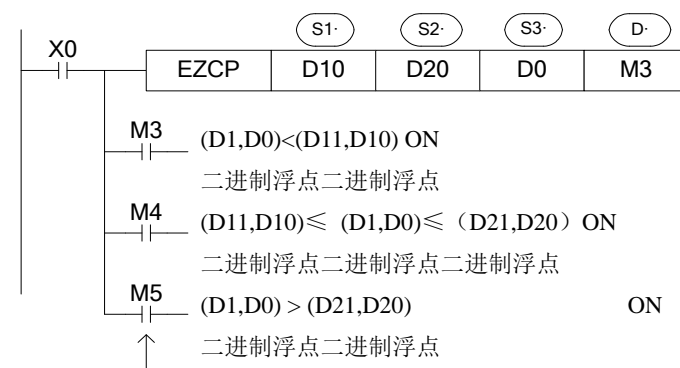 S1· S2· S3· D·
X0
EZCP D10 D20 D0 M3
M3 (D1,D0)<(D11,D10) ON
二进制浮点二进制浮点
M4 (D11,D10)≤ (D1,D0)≤（D21,D20）ON
二进制浮点二进制浮点二进制浮点
M5 (D1,D0) > (D21,D20) ON
二进制浮点二进制浮点